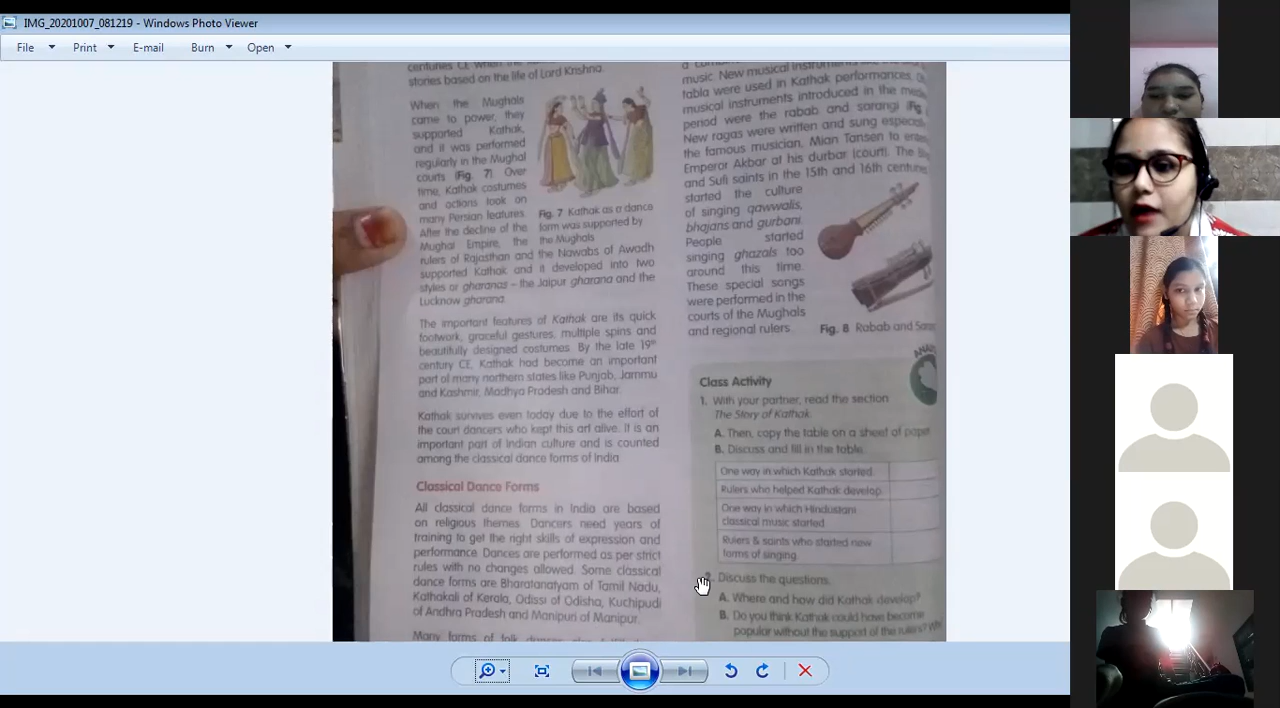 IMG_20201007_081219 - Windows Photo Viewer
File Print E-mail Burn Open
centuries CE when the
stories based on the life of Lord Krishna.
When the Mughals
came to power, they
supported Kathak,
and it was performed
regularly in the Mughal
courts (Fig. 7). Over
time, Kathak costumes
and actions took on
many Persian features.
After the decline of the
Mughal Empire, the
rulers of Rajasthan and the Nawabs of Awadh
supported Kathak and it developed into two
styles or gharanas – the Jaipur gharana and the
Lucknow gharana.
Fig. 7 Kathak as a dance
form was supported by
the Mughals
The important features of Kathak are its quick
footwork, graceful gestures, multiple spins and
beautifully designed costumes. By the late 19th
century CE, Kathak had become an important
part of many northern states like Punjab, Jammu
and Kashmir, Madhya Pradesh and Bihar.
Kathak survives even today due to the effort of
the court dancers who kept this art alive. It is an
important part of Indian culture and is counted
among the classical dance forms of India
Classical Dance Forms
All classical dance forms in India are based
on religious themes. Dancers need years of
training to get the right skills of expression and
performance. Dances are performed as per strict
rules with no changes allowed. Some classical
dance forms are Bharatanatyam of Tamil Nadu,
Kathakali of Kerala, Odissi of Odisha, Kuchipudi
of Andhra Pradesh and Manipuri of Manipur.
Many forms of folk dances
music. New musical instruments
tabla were used in Kathak performances.
musical instruments introduced in the
period were the rabab and sarangi
New ragas were written and sung
the famous musician, Mian Tansen to
Emperor Akbar at his durbar (court). The
and Sufi saints in the 15th and 16th
started the culture
of singing qawwalis,
bhajans and gurbani.
People started
singing ghazals too
around this time.
These special songs
were performed in the
courts of the Mughals
and regional rulers.
Fig. 8 Rabab and
Class Activity
1. With your partner, read the section
The Story of Kathak.
A. Then, copy the table on a sheet of paper
B. Discuss and fill in the table.
One way in which Kathak started.
Rulers who helped Kathak develop.
One way in which Hindustani
classical music started
Rulers & saints who started new
forms of singing
Discuss the questions.
A. Where and how did Kathak develop?
B. Do you think Kathak could have become
popular without the support of the rulers?